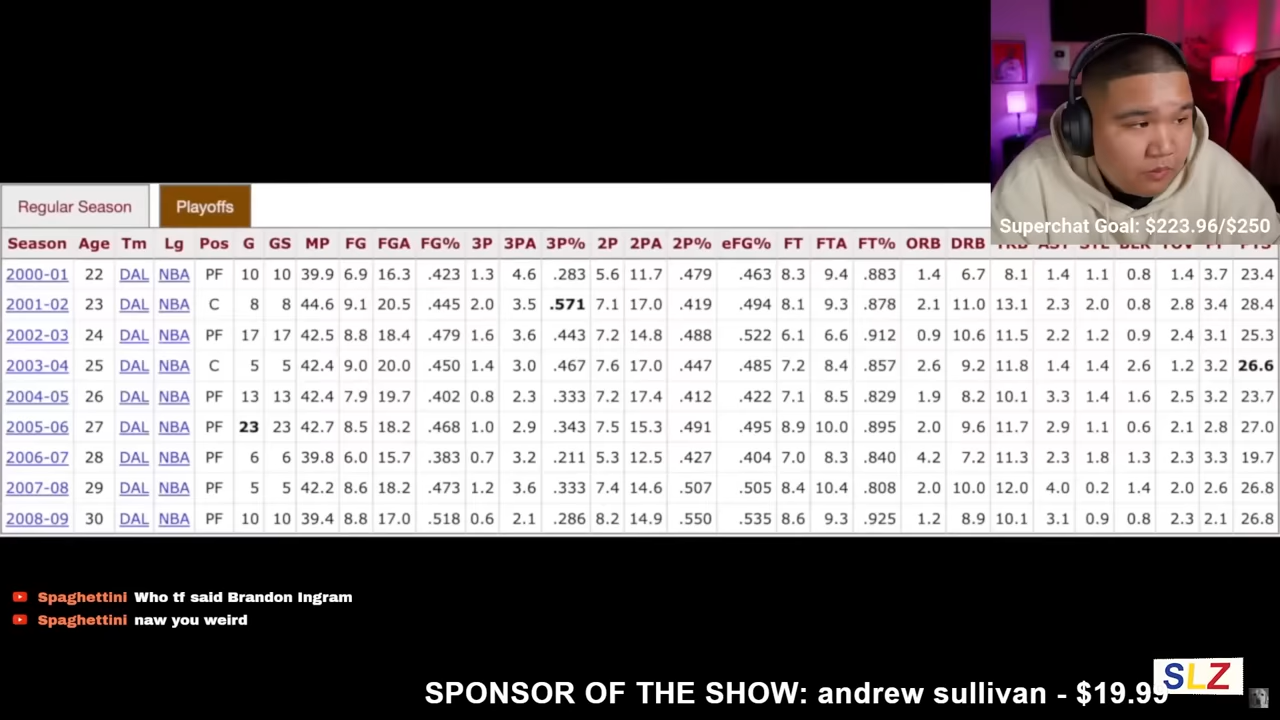 Superchat Goal: $223.96/$250
Regular Season Playoffs
Season Age Tm Lg Pos G GS MP FG FGA FG% 3P 3PA 3P% 2P 2PA 2P% eFG% FT FTA FT% ORB DRB
2000-01 22 DAL NBA PF 10 10 39.9 6.9 16.3 .423 1.3 4.6 .283 5.6 11.7 .479 .463 8.3 9.4 .883 1.4 6.7 8.1 1.4 1.1 0.8 1.4 3.7 23.4
2001-02 23 DAL NBA C 8 8 44.6 9.1 20.5 .445 2.0 3.5 .571 7.1 17.0 .419 .494 8.1 9.3 .878 2.1 11.0 13.1 2.3 2.0 0.8 2.8 3.4 28.4
2002-03 24 DAL NBA PF 17 17 42.5 8.8 18.4 .479 1.6 3.6 .443 7.2 14.8 .488 .522 6.1 6.6 .912 0.9 10.6 11.5 2.2 1.2 0.9 2.4 3.1 25.3
2003-04 25 DAL NBA C 5 5 42.4 9.0 20.0 .450 1.4 3.0 .467 7.6 17.0 .447 .485 7.2 8.4 .857 2.6 9.2 11.8 1.4 1.4 2.6 1.2 3.2 26.6
2004-05 26 DAL NBA PF 13 13 42.4 7.9 19.7 .402 0.8 2.3 .333 7.2 17.4 .412 .422 7.1 8.5 .829 1.9 8.2 10.1 3.3 1.4 1.6 2.5 3.2 23.7
2005-06 27 DAL NBA PF 23 23 42.7 8.5 18.2 .468 1.0 2.9 .343 7.5 15.3 .491 .495 8.9 10.0 .895 2.0 9.6 11.7 2.9 1.1 0.6 2.1 2.8 27.0
2006-07 28 DAL NBA PF 6 6 39.8 6.0 15.7 .383 0.7 3.2 .211 5.3 12.5 .427 .404 7.0 8.3 .840 4.2 7.2 11.3 2.3 1.8 1.3 2.3 3.3 19.7
2007-08 29 DAL NBA PF 5 5 42.2 8.6 18.2 .473 1.2 3.6 .333 7.4 14.6 .507 .505 8.4 10.4 .808 2.0 10.0 12.0 4.0 0.2 1.4 2.0 2.6 26.8
2008-09 30 DAL NBA PF 10 10 39.4 8.8 17.0 .518 0.6 2.1 .286 8.2 14.9 .550 .535 8.6 9.3 .925 1.2 8.9 10.1 3.1 0.9 0.8 2.3 2.1 26.8
Spaghettini Who tf said Brandon Ingram
Spaghettini naw you weird
SPONSOR OF THE SHOW: andrew sullivan - $19.99
SLZ